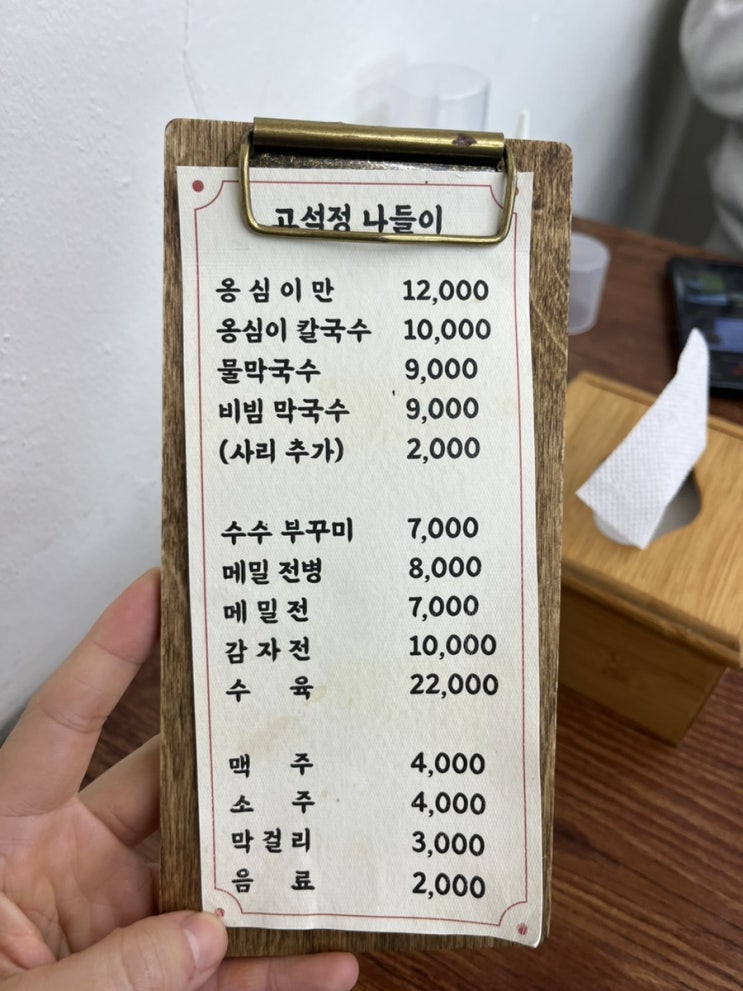 고석정 나들이
옹심이만 12,000
옹심이 칼국수 10,000
물막국수 9,000
비빔 막국수 9,000
(사리 추가) 2,000
수수 부꾸미 7,000
메밀 전병 8,000
메밀전 7,000
감자전 10,000
수육 22,000
맥주 4,000
소주 4,000
막걸리 3,000
음료 2,000